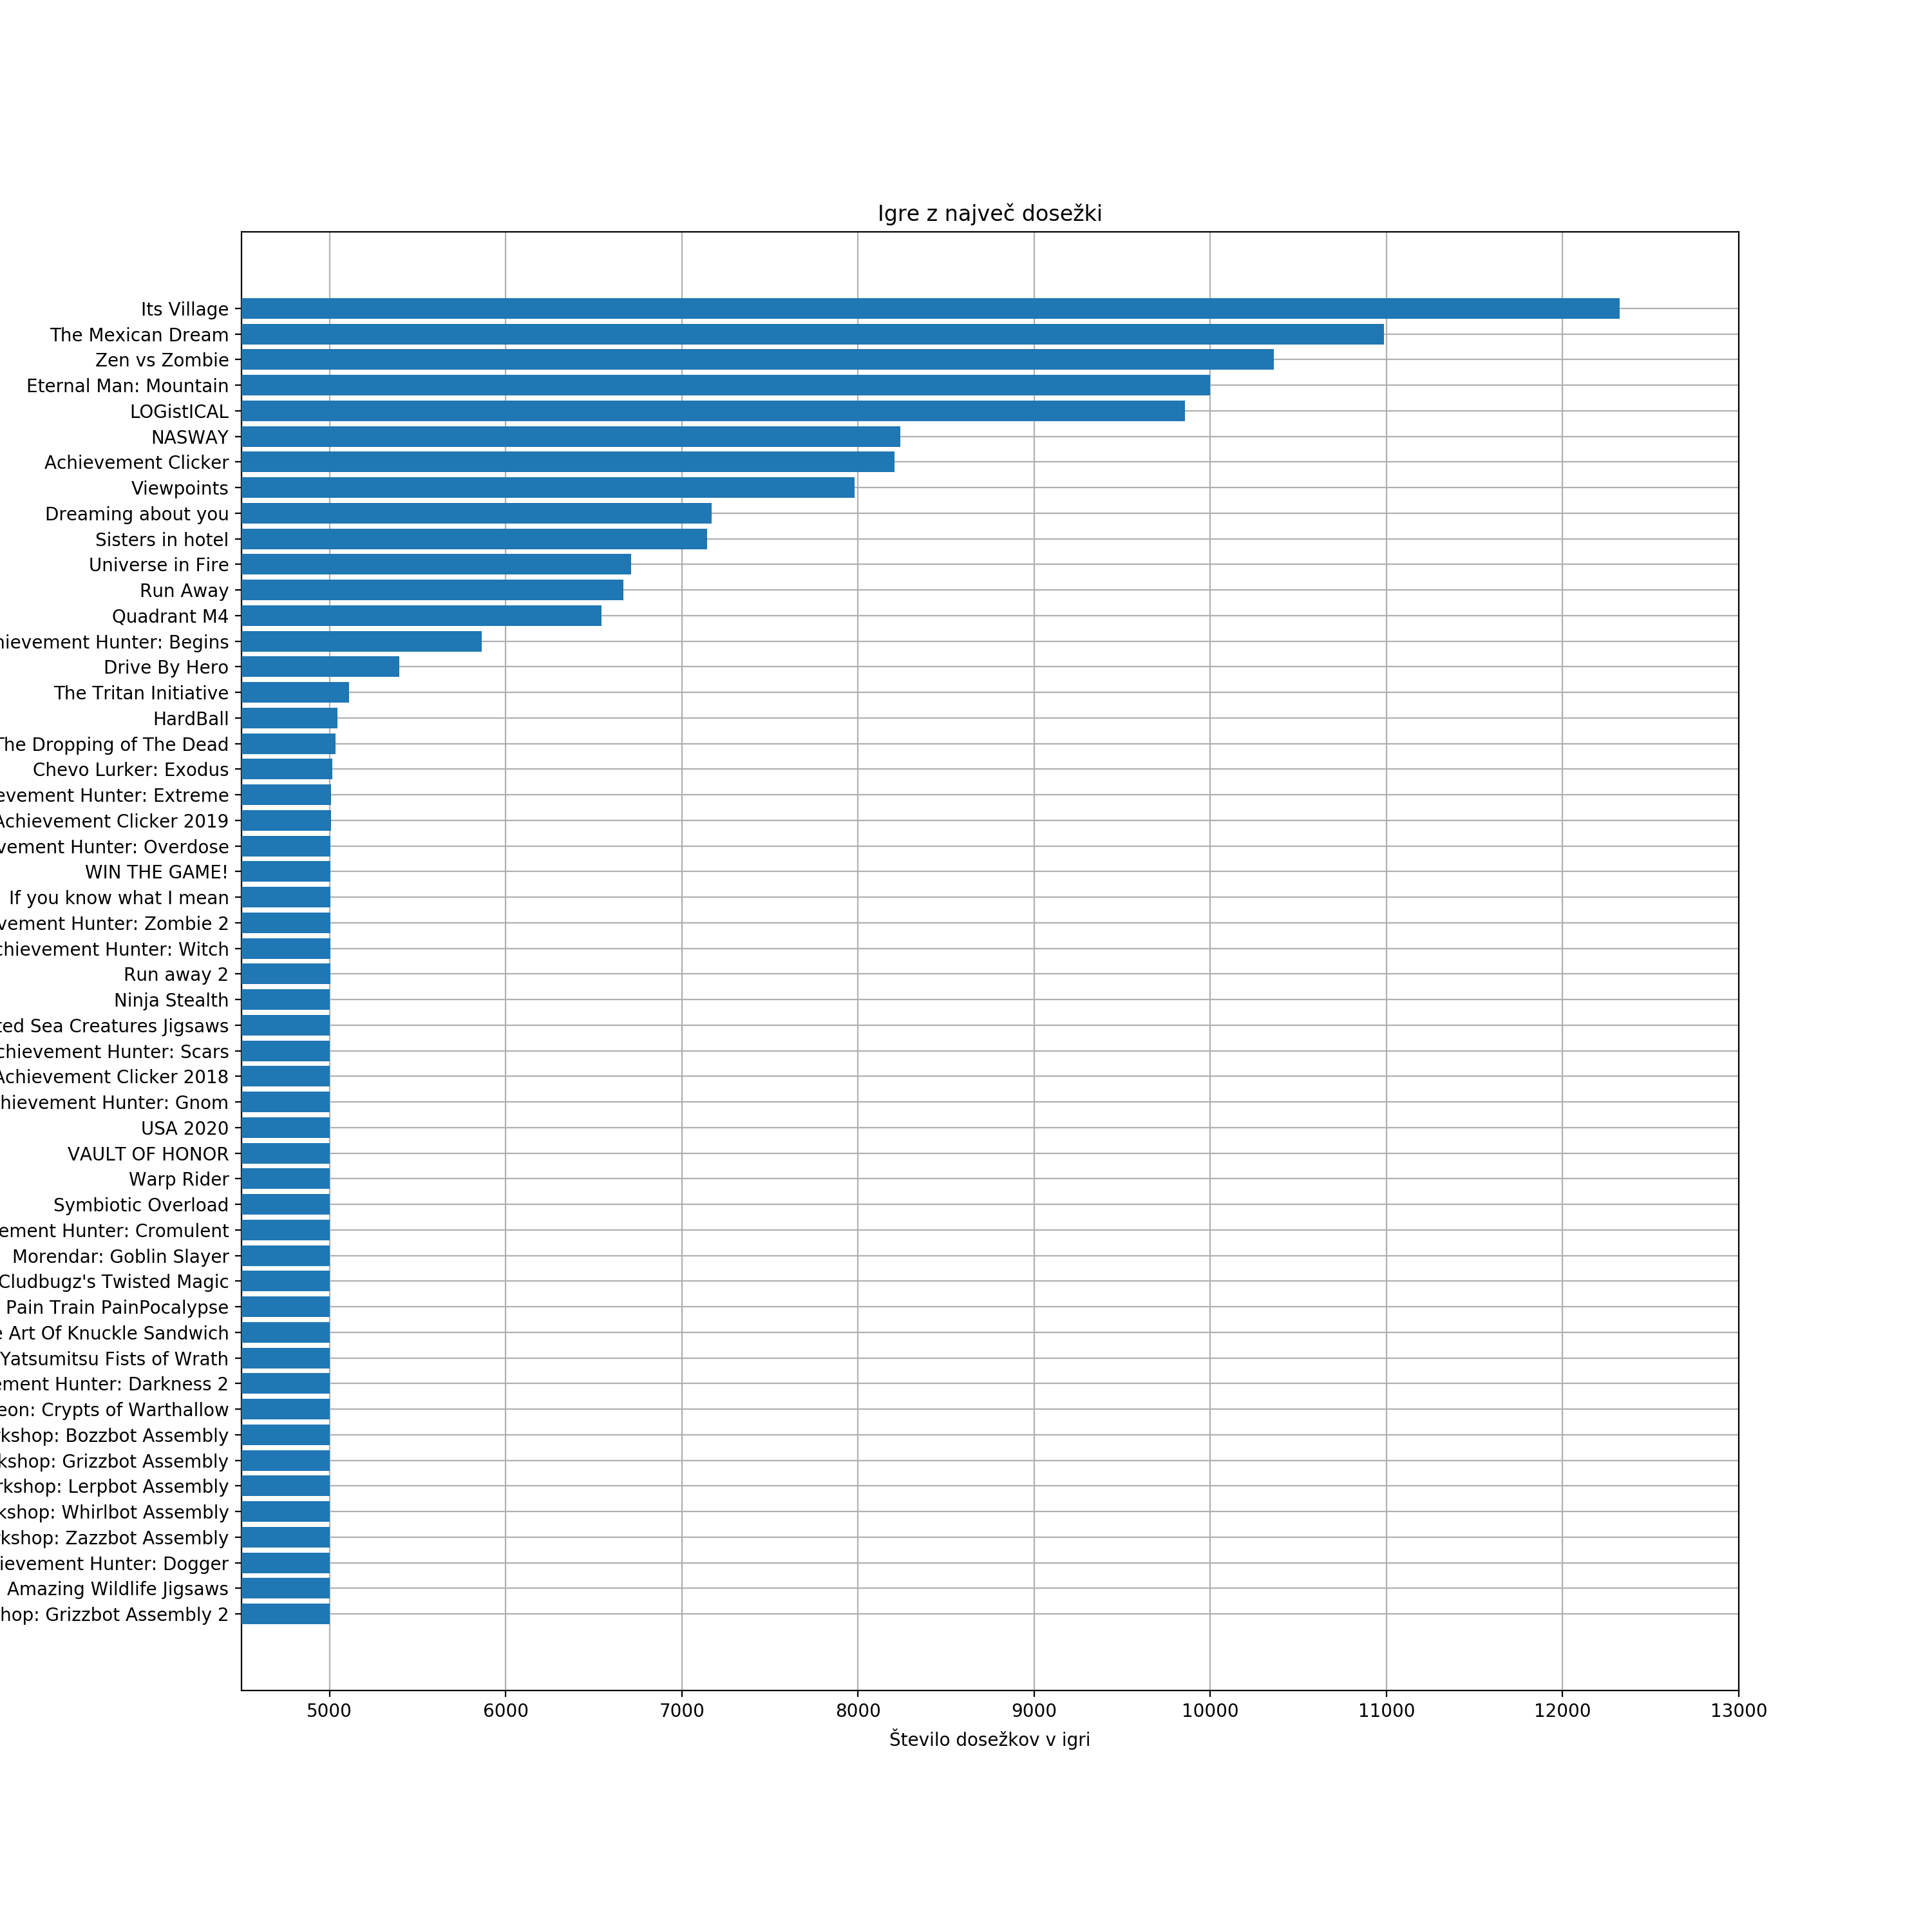 Igre z največ dosežki
Its Village
The Mexican Dream
Zen vs Zombie
Eternal Man: Mountain
LOGistICAL
NASWAY
Achievement Clicker
Viewpoints
Dreaming about you
Sisters in hotel
Universe in Fire
Run Away
Quadrant M4
hievement Hunter: Begins
Drive By Hero
The Tritan Initiative
HardBall
The Dropping of The Dead
Chevo Lurker: Exodus
evement Hunter: Extreme
Achievement Clicker 2019
vement Hunter: Overdose
WIN THE GAME!
If you know what I mean
vement Hunter: Zombie 2
chievement Hunter: Witch
Run away 2
Ninja Stealth
ted Sea Creatures Jigsaws
chievement Hunter: Scars
Achievement Clicker 2018
hievement Hunter: Gnom
USA 2020
VAULT OF HONOR
Warp Rider
Symbiotic Overload
ement Hunter: Cromulent
Morendar: Goblin Slayer
Cludbugz's Twisted Magic
Pain Train PainPocalypse
e Art Of Knuckle Sandwich
Yatsumitsu Fists of Wrath
ement Hunter: Darkness 2
eon: Crypts of Warthallow
kshop: Bozzbot Assembly
kshop: Grizzbot Assembly
rkshop: Lerpbot Assembly
kshop: Whirlbot Assembly
rkshop: Zazzbot Assembly
ievement Hunter: Dogger
Amazing Wildlife Jigsaws
hop: Grizzbot Assembly 2
5000 6000 7000 8000 9000 10000 11000 12000 13000
Število dosežkov v igri